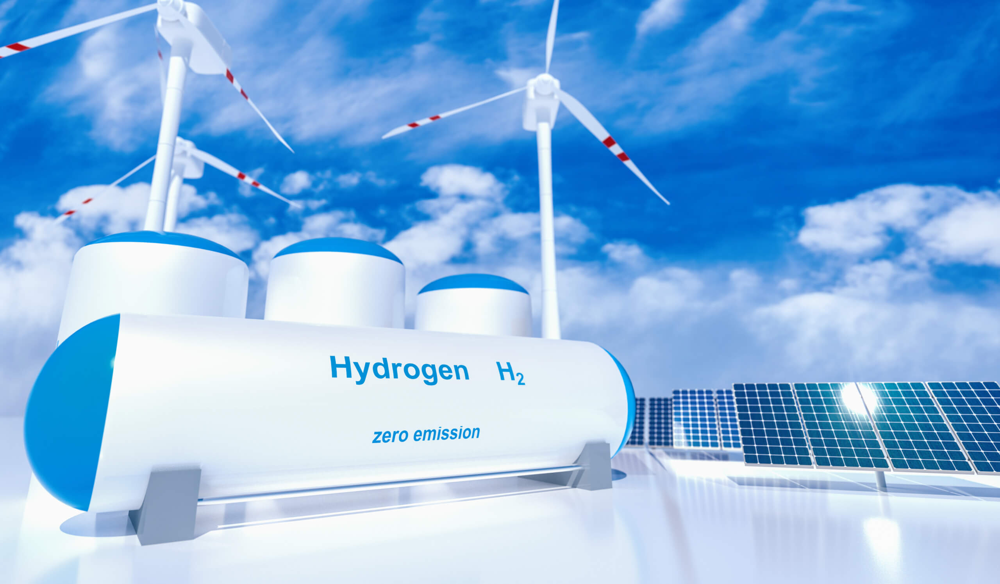 Hydrogen H₂
zero emission